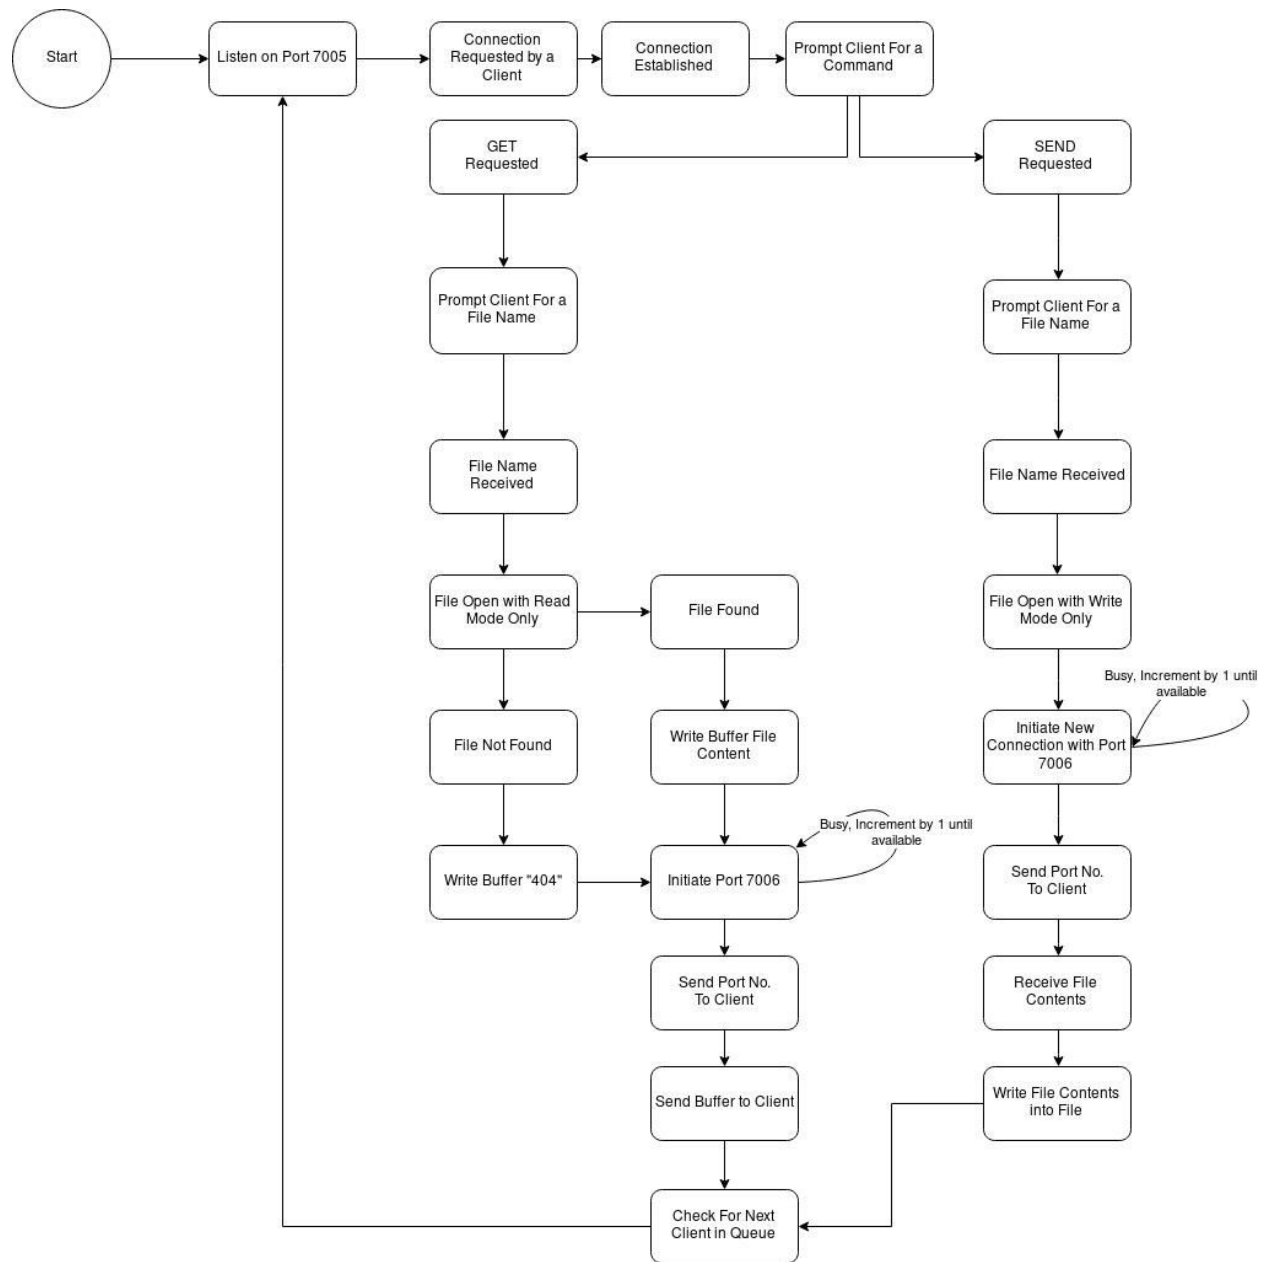 Start
Listen on Port 7005
Connection
Requested by a
Client
Connection
Established
Prompt Client For a
Command
GET
Requested
SEND
Requested
Prompt Client For a
File Name
Prompt Client For a
File Name
File Name
Received
File Name Received
File Open with Read
Mode Only
File Found
File Open with Write
Mode Only
Busy, Increment by 1 until
available
File Not Found
Write Buffer File
Content
Initiate New
Connection with Port
7006
Busy, Increment by 1 until
available
Write Buffer "404"
Initiate Port 7006
Send Port No.
To Client
Send Port No.
To Client
Receive File
Contents
Send Buffer to Client
Write File Contents
into File
Check For Next
Client in Queue